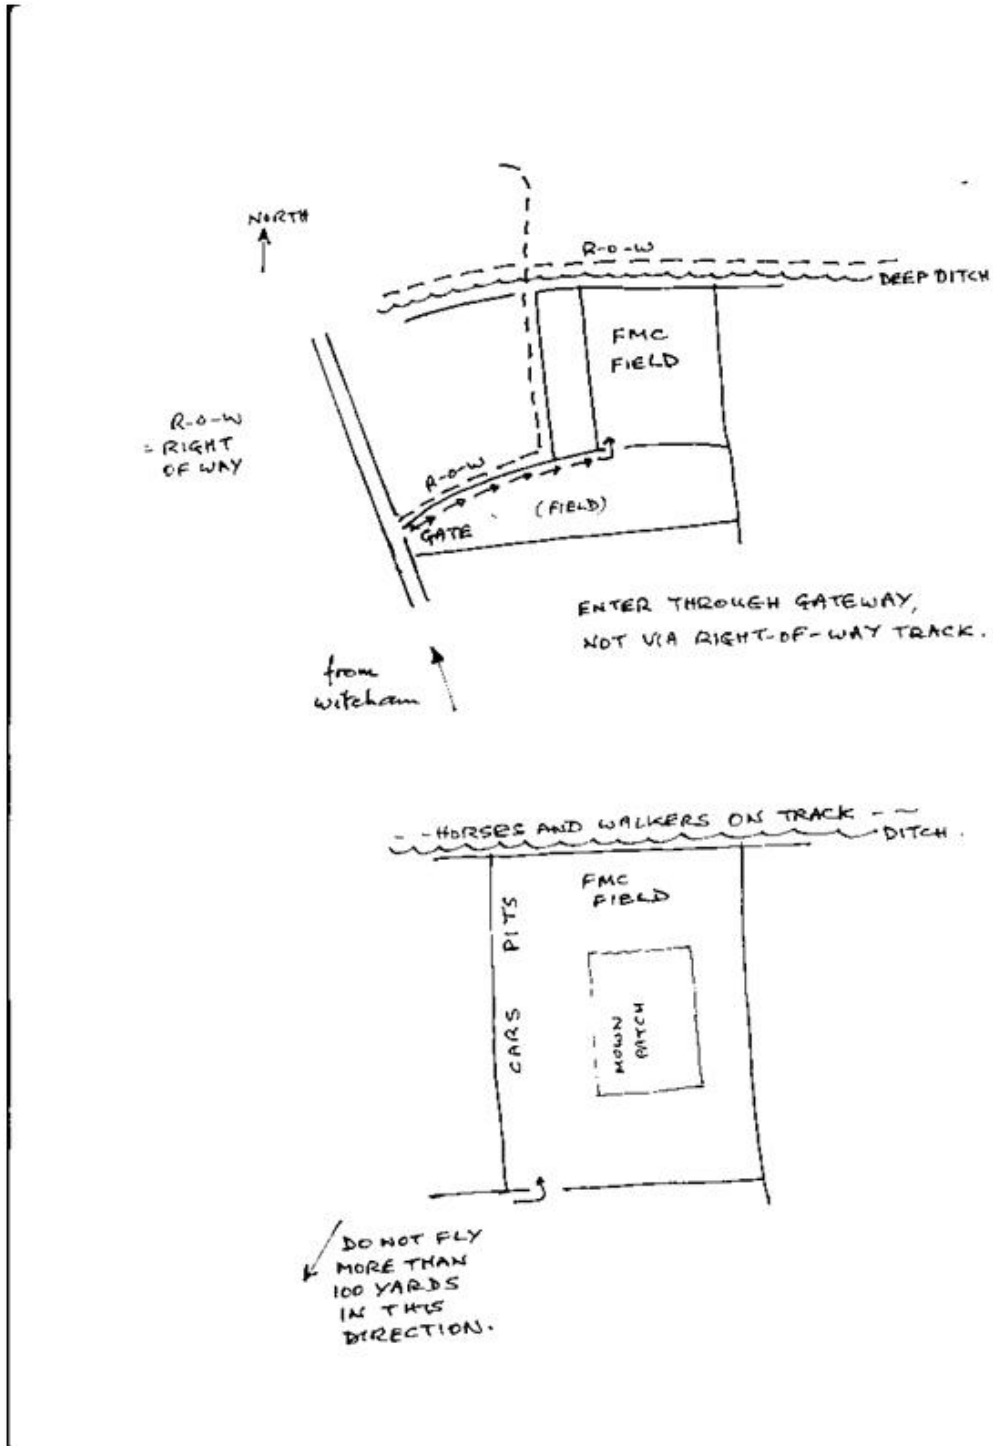 NORTH
R-O-W
DEEP DITCH
FMC
FIELD
R-O-W
= RIGHT
OF WAY
R-O-W
(FIELD)
GATE
ENTER THROUGH GATEWAY,
NOT VIA RIGHT-OF-WAY TRACK.
from
witcham
HORSES AND WALKERS ON TRACK
DITCH.
FMC
FIELD
PITS
CARS
MOWN
PATCH
DO NOT FLY
MORE THAN
100 YARDS
IN THIS
DIRECTION.